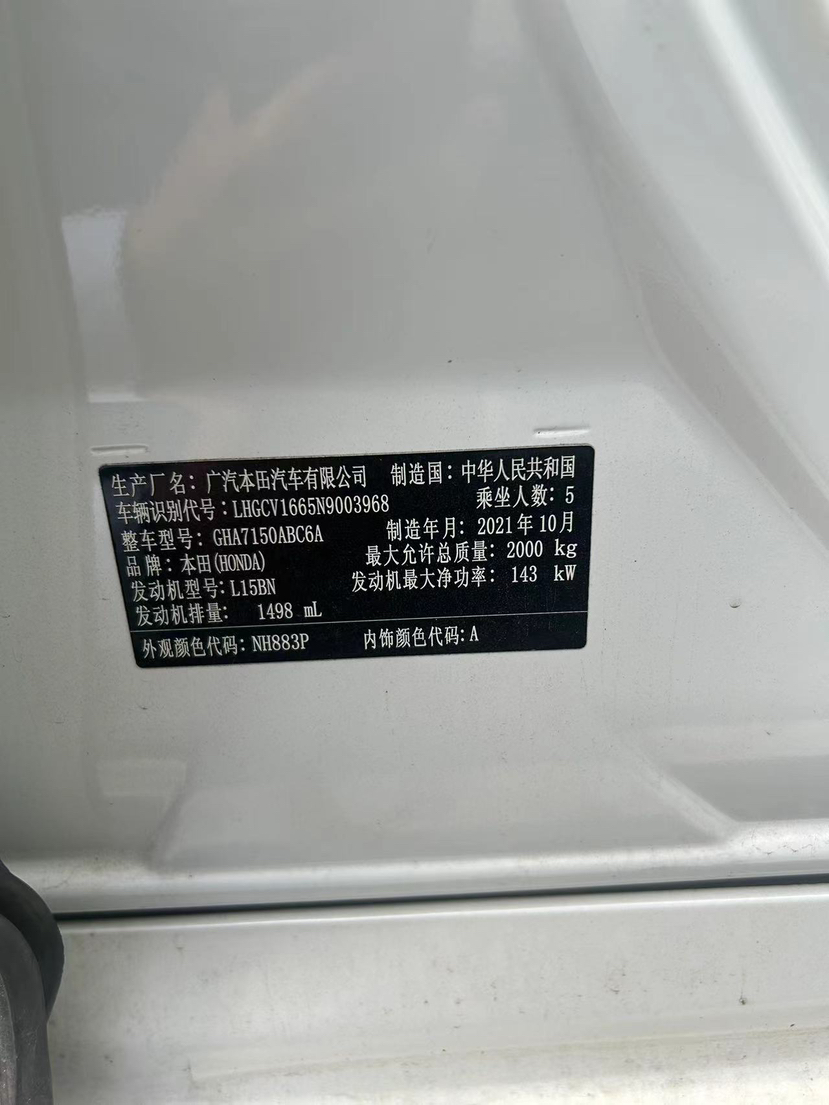 生产厂名：广汽本田汽车有限公司 制造国：中华人民共和国
车辆识别代号：LHGCV1665N9003968 乘坐人数：5
整车型号：GHA7150ABC6A 制造年月：2021年10月
品牌：本田(HONDA) 最大允许总质量：2000 kg
发动机型号：L15BN 发动机最大净功率：143 kW
发动机排量： 1498 mL
外观颜色代码：NH883P 内饰颜色代码：A